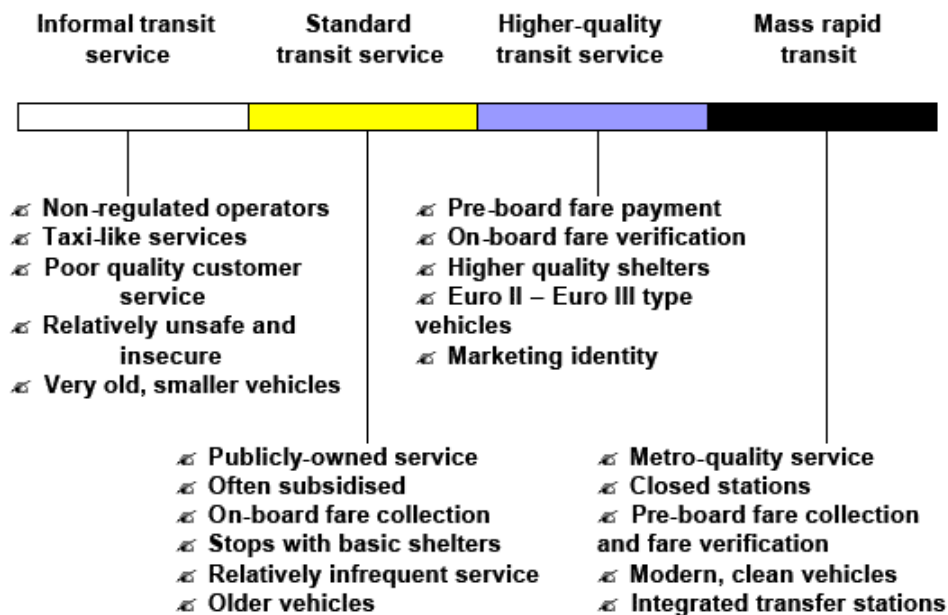 Informal transit service
Standard transit service
Higher-quality transit service
Mass rapid transit
Non-regulated operators
Taxi-like services
Poor quality customer
service
Relatively unsafe and
insecure
Very old, smaller vehicles
Pre-board fare payment
On-board fare verification
Higher quality shelters
Euro II – Euro III type
vehicles
Marketing identity
Publicly-owned service
Often subsidised
On-board fare collection
Stops with basic shelters
Relatively infrequent service
Older vehicles
Metro-quality service
Closed stations
Pre-board fare collection
and fare verification
Modern, clean vehicles
Integrated transfer stations